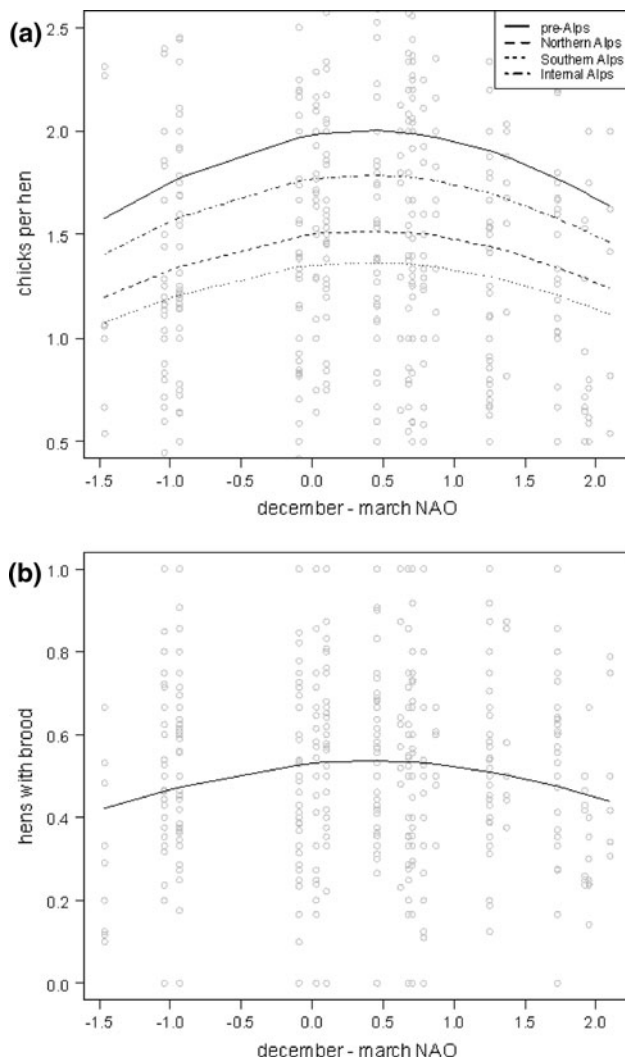 (a)
pre-Alps
Northern Alps
Southern Alps
Internal Alps
chicks per hen
2.5
2.0
1.5
1.0
0.5
-1.5 -1.0 -0.5 0.0 0.5 1.0 1.5 2.0
december - march NAO
(b)
hens with brood
1.0
0.8
0.6
0.4
0.2
0.0
-1.5 -1.0 -0.5 0.0 0.5 1.0 1.5 2.0
december - march NAO